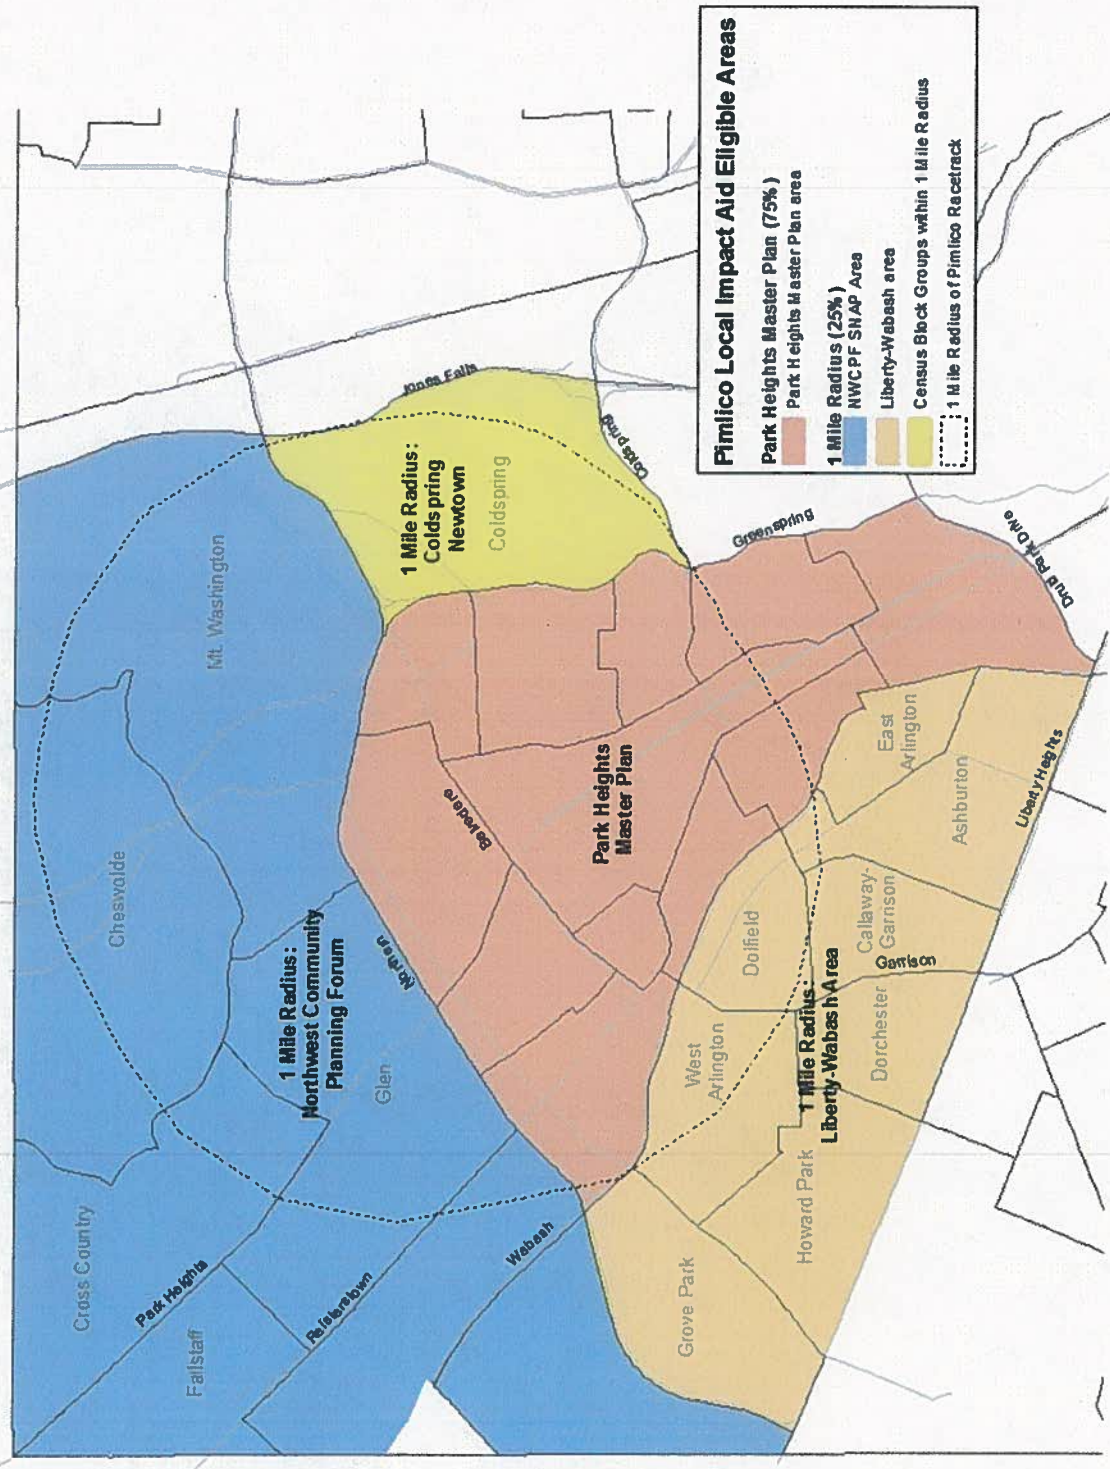 Cross Country
Cheswolde
Mt. Washington
Fallstaff
Park Heights
Reisterstown
Glen
1 Mile Radius:
Northwest Community
Planning Forum
Northern
Wabash
Jones Falls
1 Mile Radius:
Coldspring
Newtown
Coldspring
Coldspring
Belvedere
Park Heights
Master Plan
Greenspring
Druid Park Drive
Grove Park
Howard Park
West
Arlington
Dolfield
1 Mile Radius:
Liberty-Wabash Area
Dorchester
Callaway-
Garrison
Garrison
East
Arlington
Ashburton
Liberty Heights
Pimlico Local Impact Aid Eligible Areas
Park Heights Master Plan (75%)
Park Heights Master Plan area
1 Mile Radius (25%)
NWCPF SNAP Area
Liberty-Wabash area
Census Block Groups within 1 Mile Radius
1 Mile Radius of Pimlico Racetrack